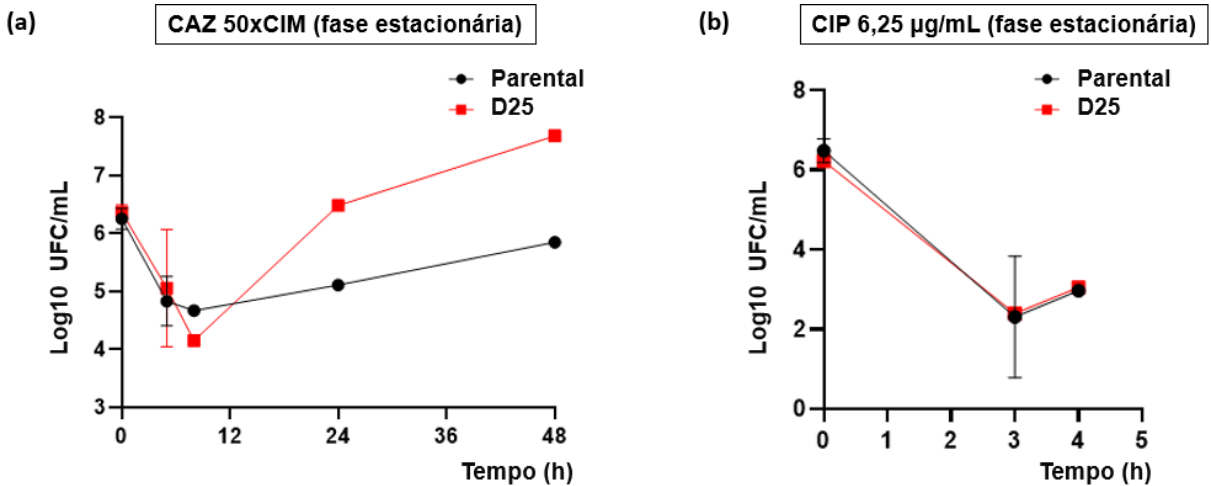 (a)
CAZ 50xCIM (fase estacionária)
Parental
D25
Log10 UFC/mL
8
7
6
5
4
3
0 12 24 36 48
Tempo (h)
(b)
CIP 6,25 µg/mL (fase estacionária)
Parental
D25
Log10 UFC/mL
8
6
4
2
0
0 1 2 3 4 5
Tempo (h)